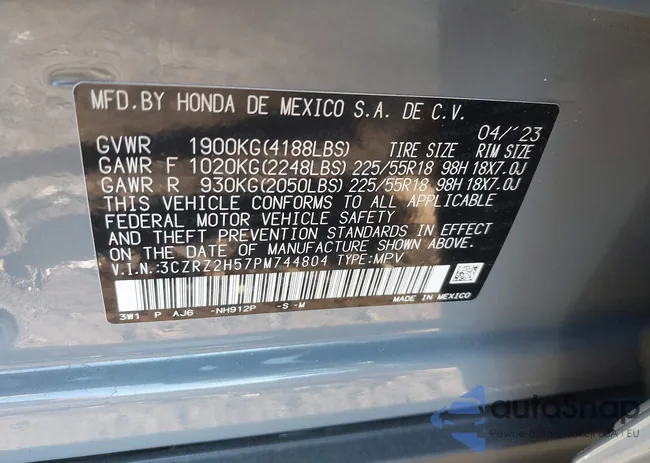 MFD.BY HONDA DE MEXICO S.A. DE C.V.
04/'23
GVWR 1900KG(4188LBS) TIRE SIZE RIM SIZE
GAWR F 1020KG(2248LBS) 225/55R18 98H 18X7.0J
GAWR R 930KG(2050LBS) 225/55R18 98H 18X7.0J
THIS VEHICLE CONFORMS TO ALL APPLICABLE
FEDERAL MOTOR VEHICLE SAFETY
AND THEFT PREVENTION STANDARDS IN EFFECT
ON THE DATE OF MANUFACTURE SHOWN ABOVE.
V.I.N.:3CZRZ2H57PM744804 TYPE:MPV
3W1 P AJ6 -NH912P -S -M
MADE IN MEXICO
autoSnap